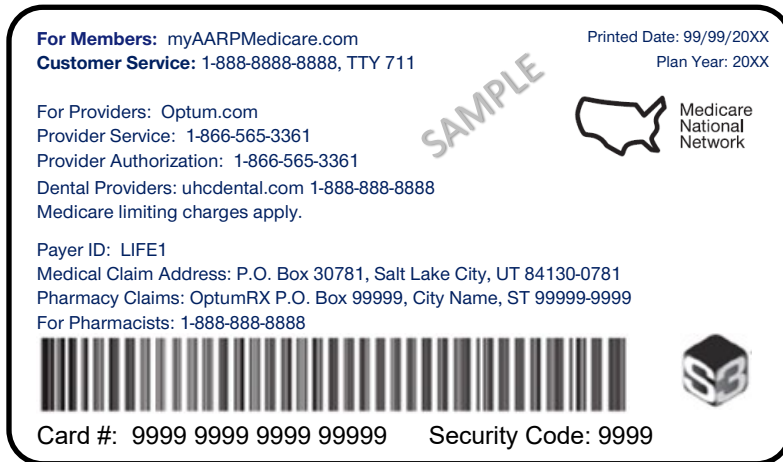 For Members: myAARPMedicare.com
Customer Service: 1-888-8888-8888, TTY 711
Printed Date: 99/99/20XX
Plan Year: 20XX
SAMPLE
Medicare
National
Network
For Providers: Optum.com
Provider Service: 1-866-565-3361
Provider Authorization: 1-866-565-3361
Dental Providers: uhcdental.com 1-888-888-8888
Medicare limiting charges apply.
Payer ID: LIFE1
Medical Claim Address: P.O. Box 30781, Salt Lake City, UT 84130-0781
Pharmacy Claims: OptumRX P.O. Box 99999, City Name, ST 99999-9999
For Pharmacists: 1-888-888-8888
S3
Card #: 9999 9999 9999 99999 Security Code: 9999